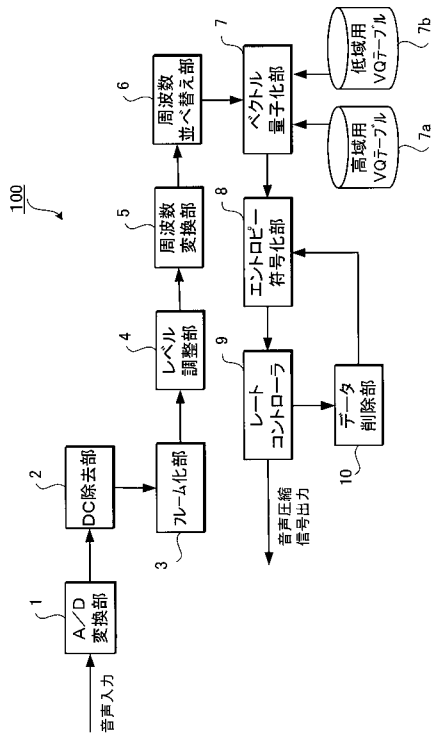 100
音声入力
1
A/D
変換部
2
DC除去部
3
フレーム化部
4
レベル
調整部
5
周波数
変換部
6
周波数
並べ替え部
7
ベクトル
量子化部
高域用
VQテーブル
7a
低域用
VQテーブル
7b
8
エントロピー
符号化部
9
レート
コントローラ
データ
削除部
10
音声圧縮
信号出力